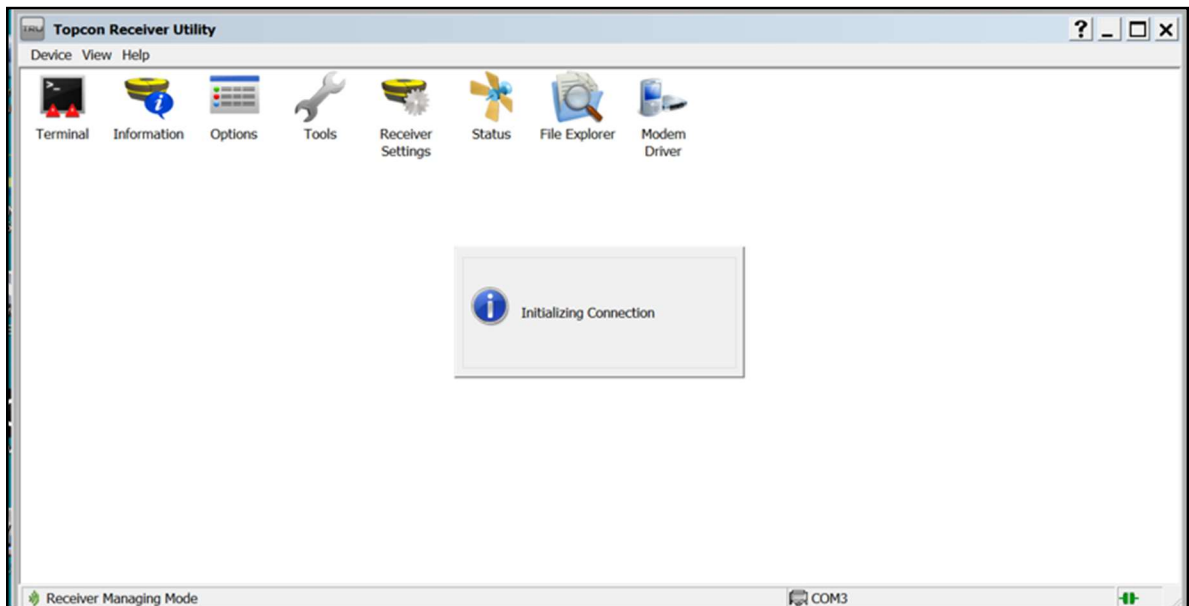 TRU Topcon Receiver Utility ?
Device View Help
>_
Terminal Information Options Tools Receiver Settings Status File Explorer Modem Driver
i Initializing Connection
Receiver Managing Mode COM3